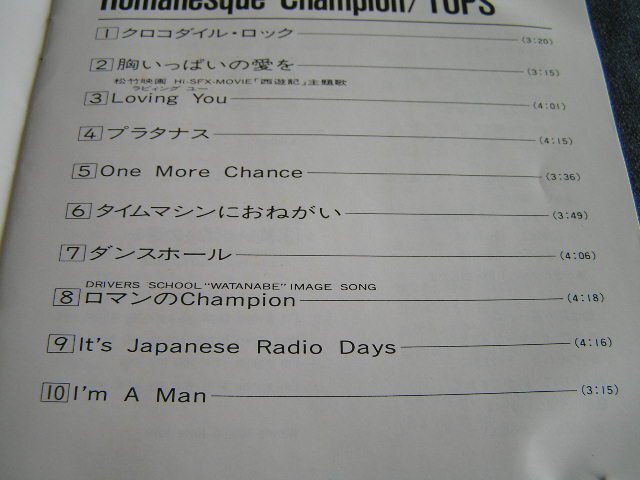 Romanesque Champion/TOPS
1 クロコダイル・ロック (3:20)
2 胸いっぱいの愛を (3:15)
松竹映画 Hi-SFX-MOVIE「西遊記」主題歌
ラビィング ユー
3 Loving You (4:01)
4 プラタナス (4:15)
5 One More Chance (3:36)
6 タイムマシンにおねがい (3:49)
7 ダンスホール (4:06)
DRIVERS SCHOOL "WATANABE" IMAGE SONG
8 ロマンのChampion (4:18)
9 It's Japanese Radio Days (4:16)
10 I'm A Man (3:15)